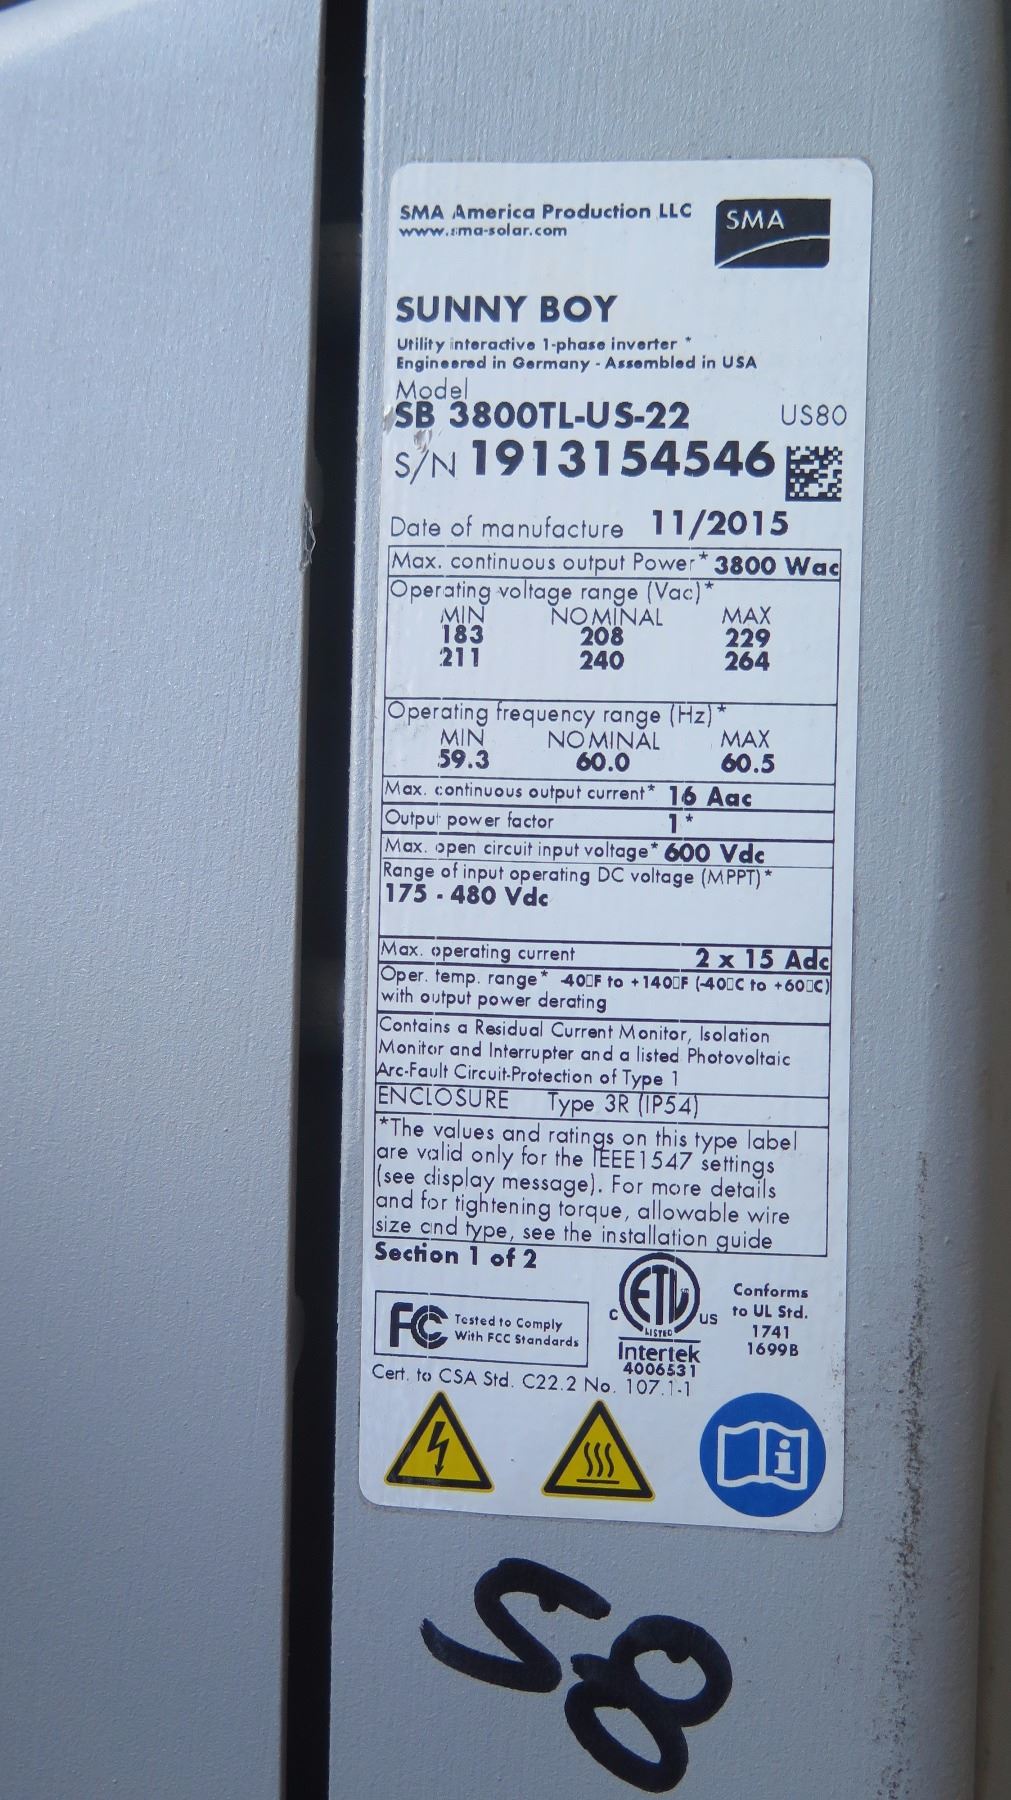 SMA America Production LLC
www.sma-solar.com
SMA
SUNNY BOY
Utility interactive 1-phase inverter *
Engineered in Germany - Assembled in USA
Model
SB 3800TL-US-22 US80
S/N 1913154546
Date of manufacture 11/2015
Max. continuous output Power* 3800 Wac
Operating voltage range (Vac)*
MIN NOMINAL MAX
183 208 229
211 240 264
Operating frequency range (Hz)*
MIN NOMINAL MAX
59.3 60.0 60.5
Max. continuous output current* 16 Aac
Output power factor 1*
Max. open circuit input voltage* 600 Vdc
Range of input operating DC voltage (MPPT)*
175 - 480 Vdc
Max. operating current 2 x 15 Adc
Oper. temp. range* -40▯F to +140▯F (-40▯C to +60▯C)
with output power derating
Contains a Residual Current Monitor, Isolation
Monitor and Interrupter and a listed Photovoltaic
Arc-Fault Circuit-Protection of Type 1
ENCLOSURE Type 3R (IP54)
*The values and ratings on this type label
are valid only for the IEEE1547 settings
(see display message). For more details
and for tightening torque, allowable wire
size and type, see the installation guide
Section 1 of 2
FC Tested to Comply
With FCC Standards
c ETL us
LISTED
Intertek
4006531
Conforms
to UL Std.
1741
1699B
Cert. to CSA Std. C22.2 No. 107.1-1
i
S8